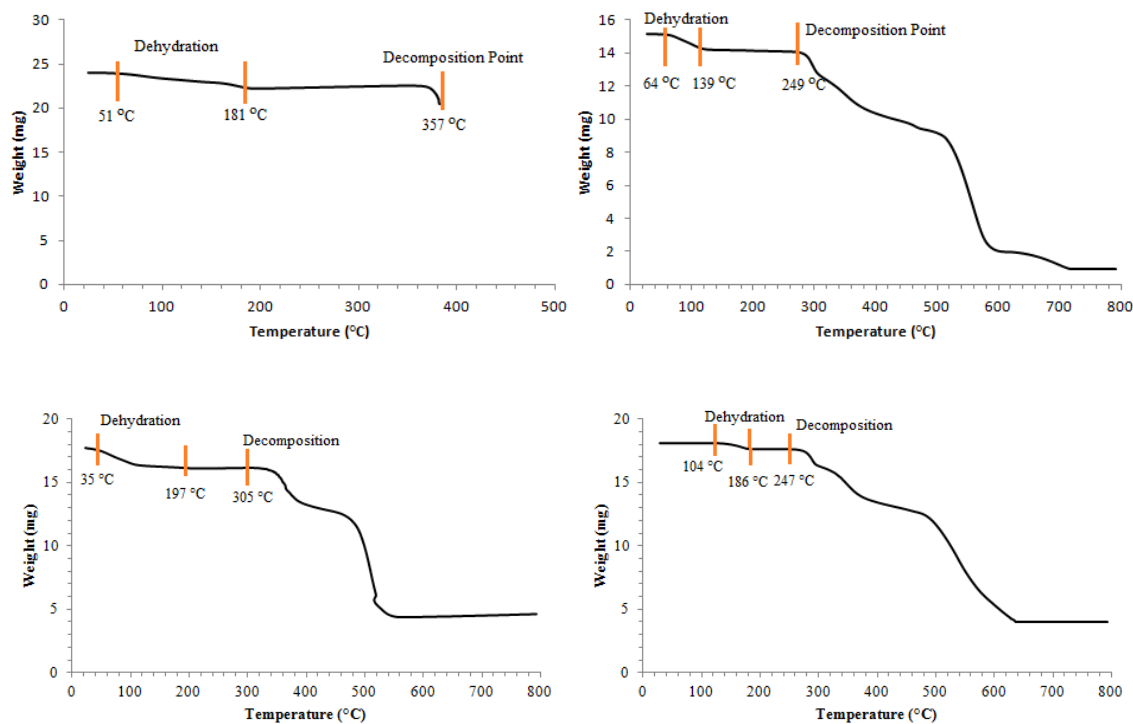 30
25
20
15
10
5
0
Weight (mg)
Dehydration
Decomposition Point
51 °C
181 °C
357 °C
0 100 200 300 400 500
Temperature (°C)
16
14
12
10
8
6
4
2
0
Weight (mg)
Dehydration
Decomposition Point
64 °C
139 °C
249 °C
0 100 200 300 400 500 600 700 800
Temperature (°C)
20
15
10
5
0
Weight (mg)
Dehydration
Decomposition
35 °C
197 °C
305 °C
0 100 200 300 400 500 600 700 800
Temperature (°C)
20
15
10
5
0
Weight (mg)
Dehydration
Decomposition
104 °C
186 °C
247 °C
0 100 200 300 400 500 600 700 800
Temperature (°C)